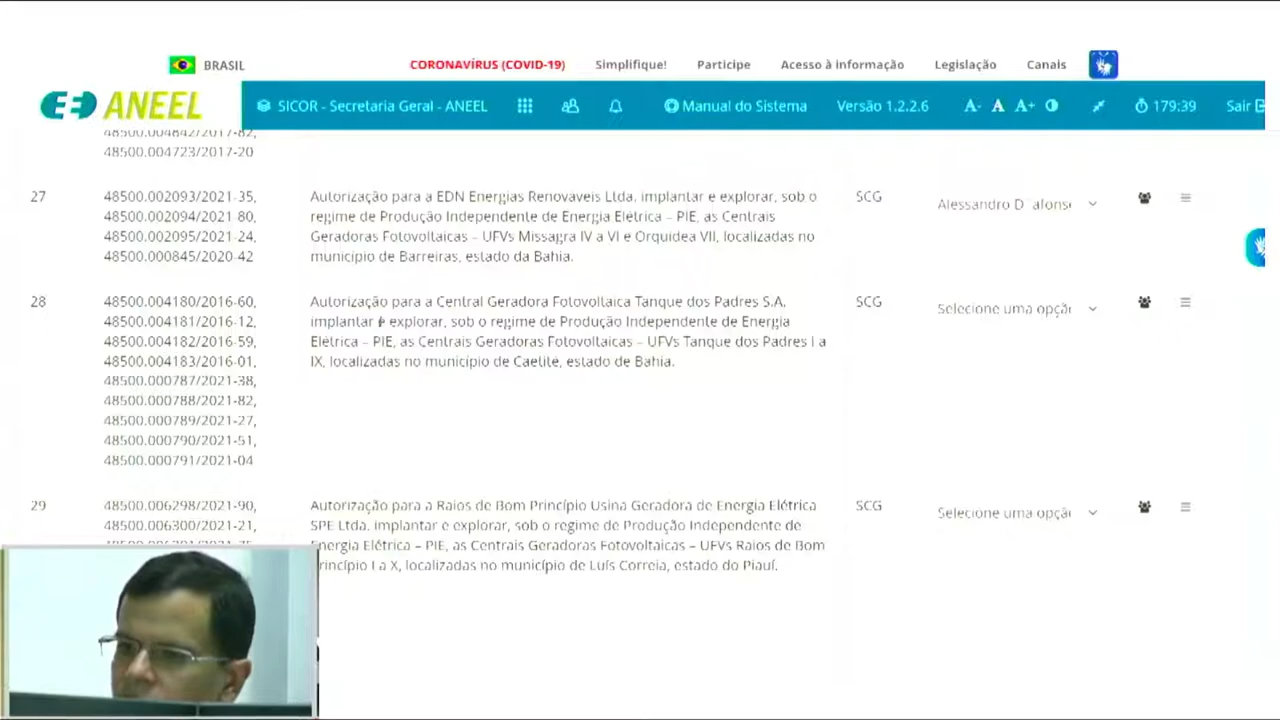 BRASIL
CORONAVÍRUS (COVID-19)
Simplifique!
Participe
Acesso à informação
Legislação
Canais
ANEEL
SICOR - Secretaria Geral - ANEEL
Manual do Sistema
Versão 1.2.2.6
A-
A
A+
179:39
Sair
48500.004842/2017-82,
48500.004723/2017-20
27
48500.002093/2021-35,
48500.002094/2021-80,
48500.002095/2021-24,
48500.000845/2020-42
Autorização para a EDN Energias Renováveis Ltda. implantar e explorar, sob o
regime de Produção Independente de Energia Elétrica – PIE, as Centrais
Geradoras Fotovoltaicas – UFVs Missagra IV a VI e Orquídea VII, localizadas no
município de Barreiras, estado da Bahia.
SCG
Alessandro D´afons
28
48500.004180/2016-60,
48500.004181/2016-12,
48500.004182/2016-59,
48500.004183/2016-01,
48500.000787/2021-38,
48500.000788/2021-82,
48500.000789/2021-27,
48500.000790/2021-51,
48500.000791/2021-04
Autorização para a Central Geradora Fotovoltaica Tanque dos Padres S.A.
implantar e explorar, sob o regime de Produção Independente de Energia
Elétrica – PIE, as Centrais Geradoras Fotovoltaicas – UFVs Tanque dos Padres I a
IX, localizadas no município de Caetité, estado de Bahia.
SCG
Selecione uma opçã
29
48500.006298/2021-90,
48500.006300/2021-21,
Autorização para a Raios de Bom Princípio Usina Geradora de Energia Elétrica
SPE Ltda. implantar e explorar, sob o regime de Produção Independente de
Energia Elétrica – PIE, as Centrais Geradoras Fotovoltaicas – UFVs Raios de Bom
Princípio I a X, localizadas no município de Luís Correia, estado do Piauí.
SCG
Selecione uma opçã